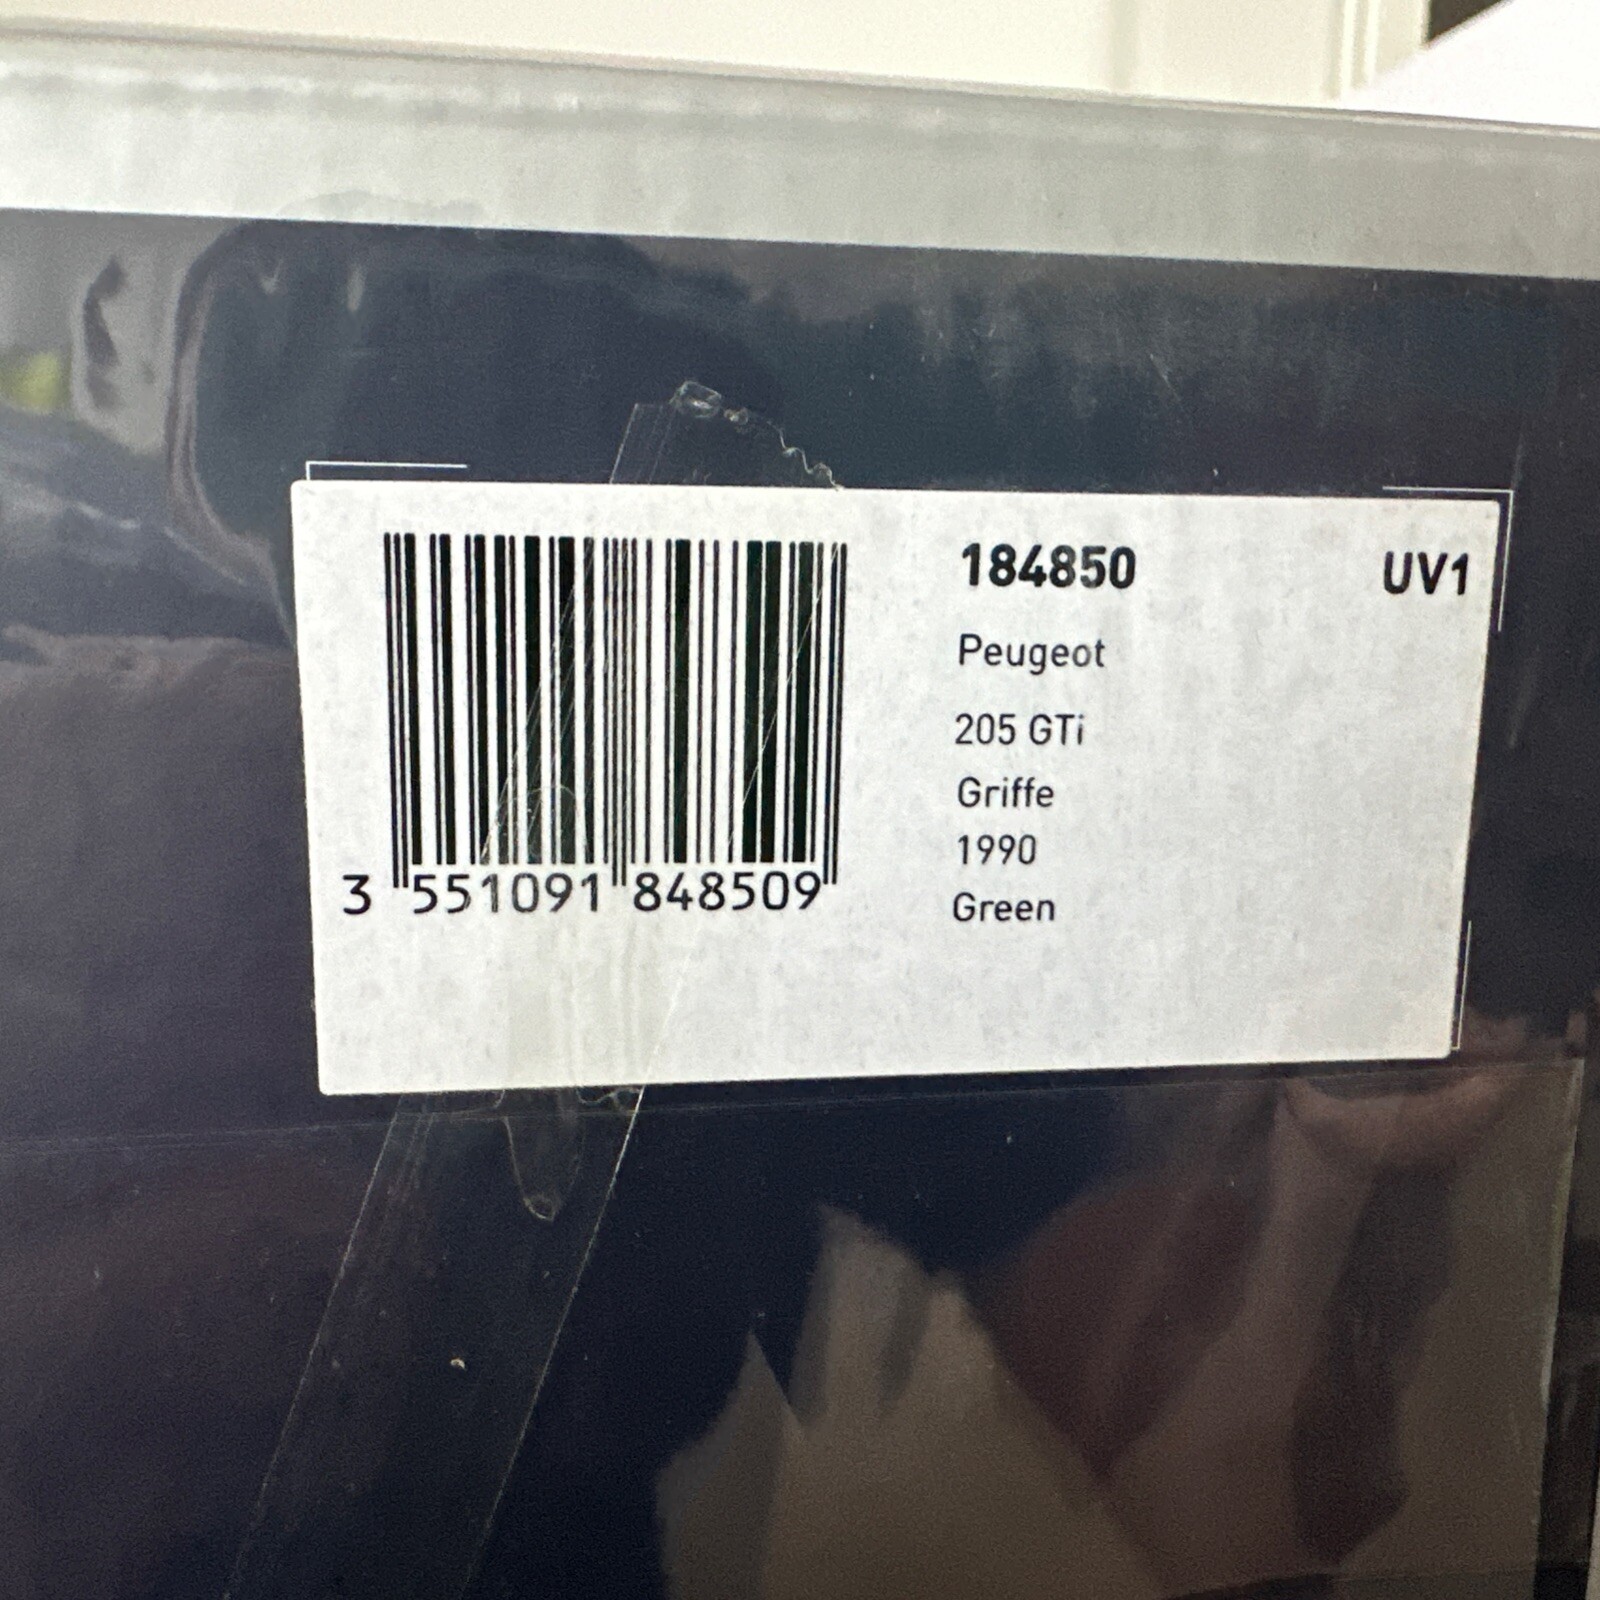 184850 UV1
Peugeot
205 GTi
Griffe
1990
Green
3 551091 848509